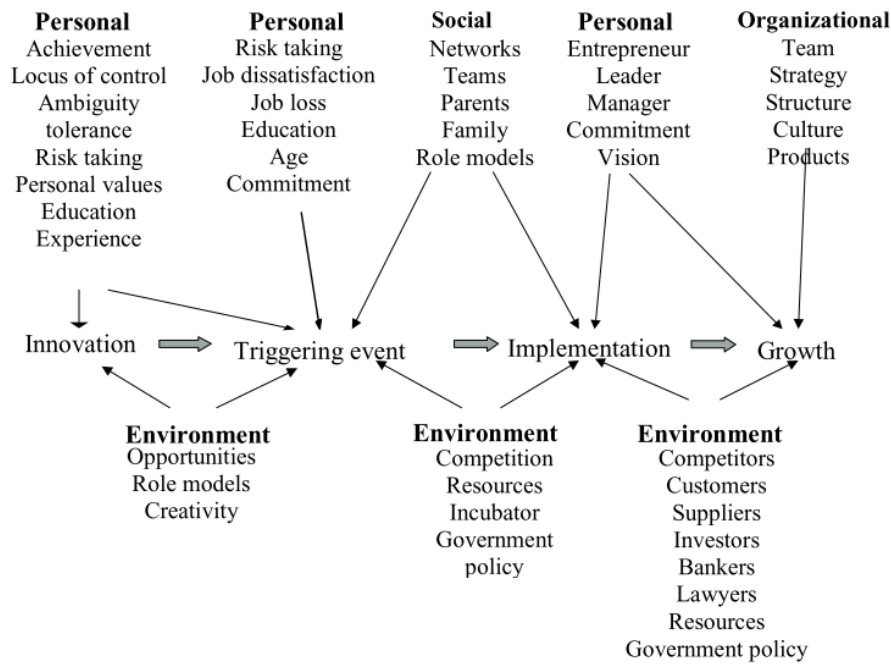 Personal
Achievement
Locus of control
Ambiguity
tolerance
Risk taking
Personal values
Education
Experience
Personal
Risk taking
Job dissatisfaction
Job loss
Education
Age
Commitment
Social
Networks
Teams
Parents
Family
Role models
Personal
Entrepreneur
Leader
Manager
Commitment
Vision
Organizational
Team
Strategy
Structure
Culture
Products
Innovation
Triggering event
Implementation
Growth
Environment
Opportunities
Role models
Creativity
Environment
Competition
Resources
Incubator
Government
policy
Environment
Competitors
Customers
Suppliers
Investors
Bankers
Lawyers
Resources
Government policy